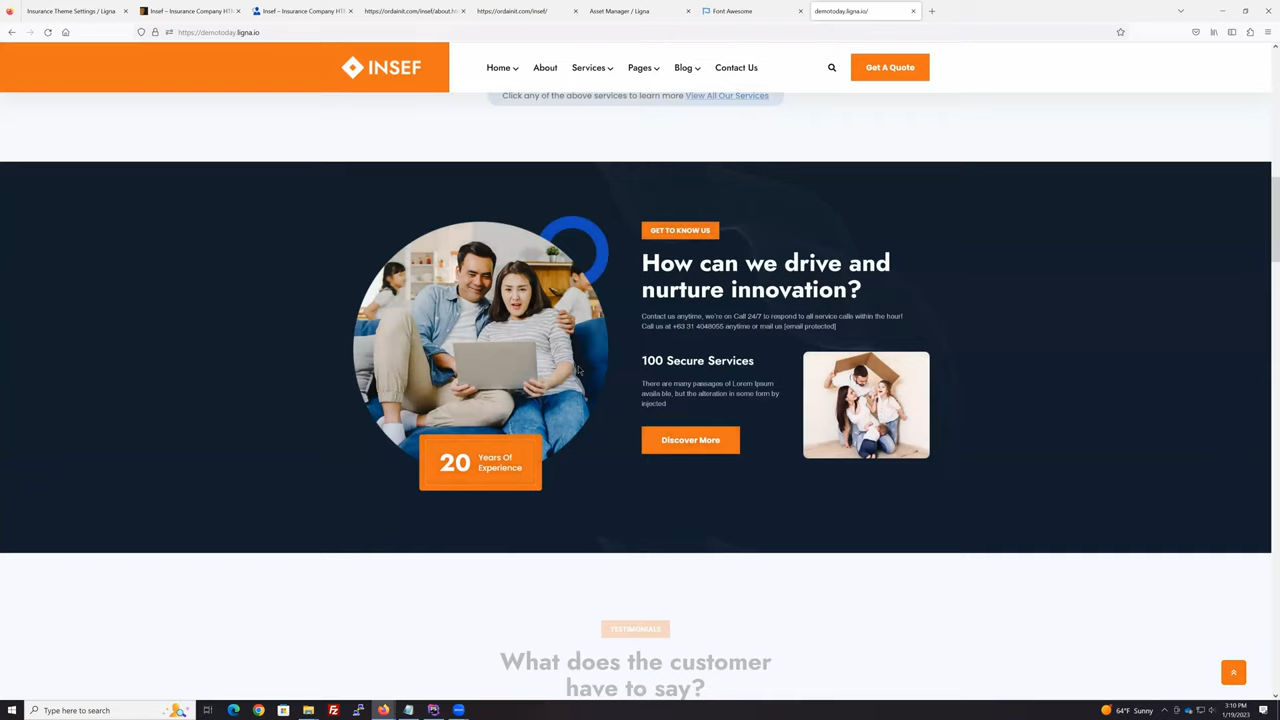 Insurance Theme Settings / Ligna
Insef – Insurance Company HTM
Insef – Insurance Company HTM
https://ordainit.com/insef/about.h
https://ordainit.com/insef/
Asset Manager / Ligna
Font Awesome
demotoday.ligna.io/
https://demotoday.ligna.io
INSEF
Home
About
Services
Pages
Blog
Contact Us
Get A Quote
Click any of the above services to learn more View All Our Services
GET TO KNOW US
How can we drive and
nurture innovation?
Contact us anytime, we're on Call 24/7 to respond to all service calls within the hour!
Call us at +63 31 4048055 anytime or mail us [email protected]
100 Secure Services
There are many passages of Lorem Ipsum
availa ble, but the alteration in some form by
injected
Discover More
20
Years Of
Experience
TESTIMONIALS
What does the customer
have to say?
Type here to search
64°F Sunny
3:10 PM
1/19/2023